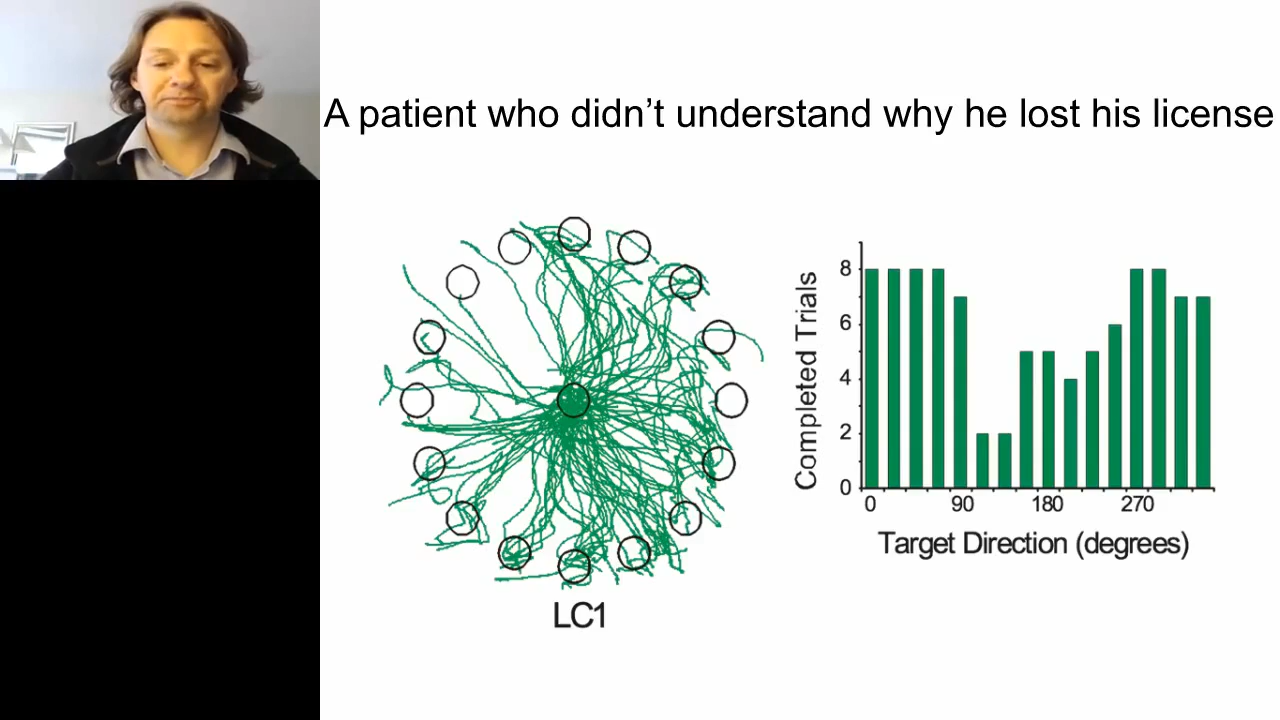 A patient who didn’t understand why he lost his license
LC1
Completed Trials
8
6
4
2
0
0 90 180 270
Target Direction (degrees)